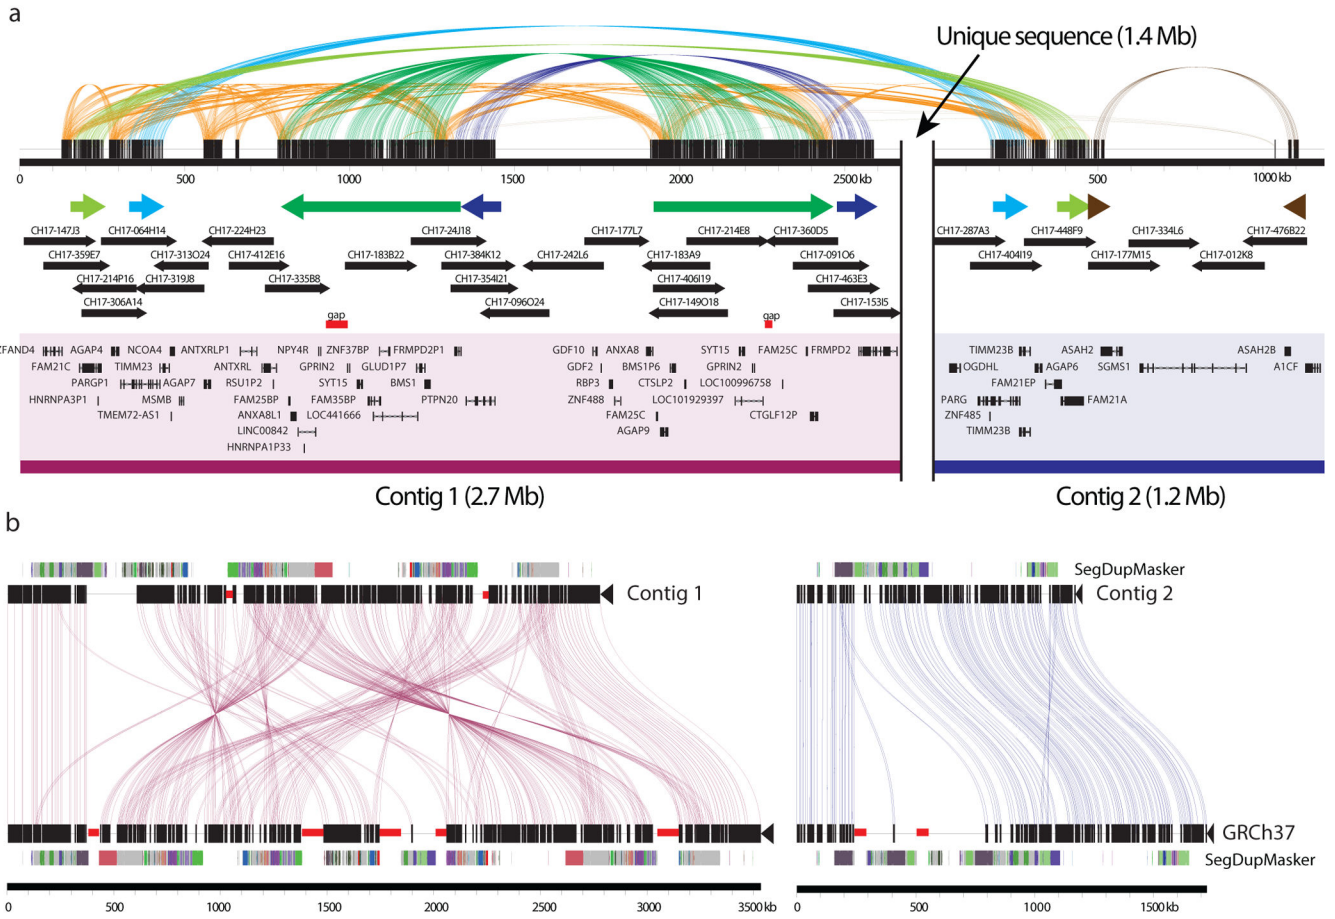 a
Unique sequence (1.4 Mb)
0 500 1000 1500 2000 2500 kb 500 1000 kb
CH17-147J3 CH17-064H14 CH17-224H23 CH17-24J18 CH17-177L7 CH17-214E8 CH17-360D5 CH17-287A3 CH17-448F9 CH17-334L6 CH17-476B22
CH17-359E7 CH17-313O24 CH17-412E16 CH17-183B22 CH17-384K12 CH17-242L6 CH17-183A9 CH17-091O6 CH17-404I19 CH17-177M15 CH17-012K8
CH17-214P16 CH17-319J8 CH17-335B8 CH17-354I21 CH17-406I19 CH17-463E3
CH17-306A14 CH17-096O24 CH17-149O18 CH17-153I5
gap gap
ZFAND4 AGAP4 NCOA4 ANTXRLP1 NPY4R ZNF37BP FRMPD2P1 GDF10 ANXA8 SYT15 FAM25C FRMPD2 TIMM23B ASAH2 ASAH2B
FAM21C TIMM23 ANTXRL GPRIN2 GLUD1P7 GDF2 BMS1P6 GPRIN2 OGDHL AGAP6 SGMS1 A1CF
PARGP1 AGAP7 RSU1P2 SYT15 BMS1 RBP3 CTSLP2 LOC100996758 FAM21EP
HNRNPA3P1 MSMB FAM25BP FAM35BP PTPN20 ZNF488 LOC101929397 PARG FAM21A
TMEM72-AS1 ANXA8L1 LOC441666 FAM25C CTGLF12P ZNF485
LINC00842 AGAP9 TIMM23B
HNRNPA1P33
Contig 1 (2.7 Mb) Contig 2 (1.2 Mb)
b
SegDupMasker
Contig 1 Contig 2
GRCh37
SegDupMasker
0 500 1000 1500 2000 2500 3000 3500 kb 0 500 1000 1500 kb